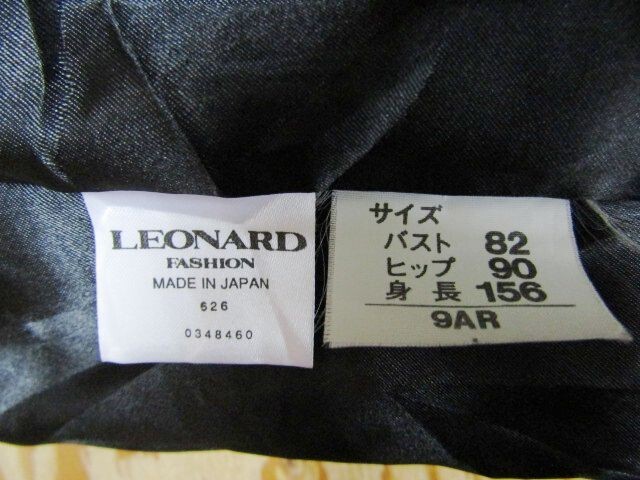 LEONARD
FASHION
MADE IN JAPAN
626
0348460
サイズ
バスト 82
ヒップ 90
身長 156
9AR